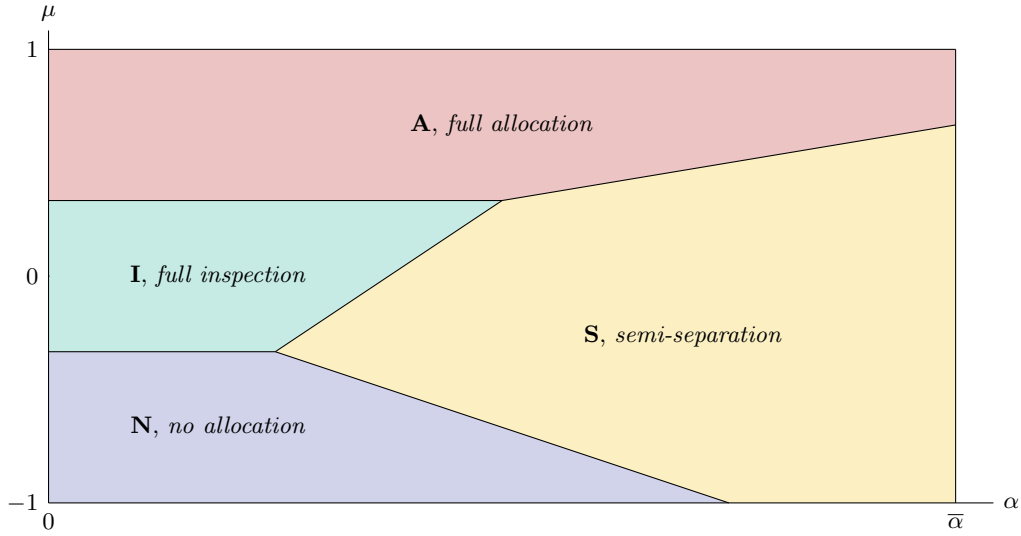 μ
1
A, full allocation
I, full inspection
0
S, semi-separation
N, no allocation
−1
α
0
α̅